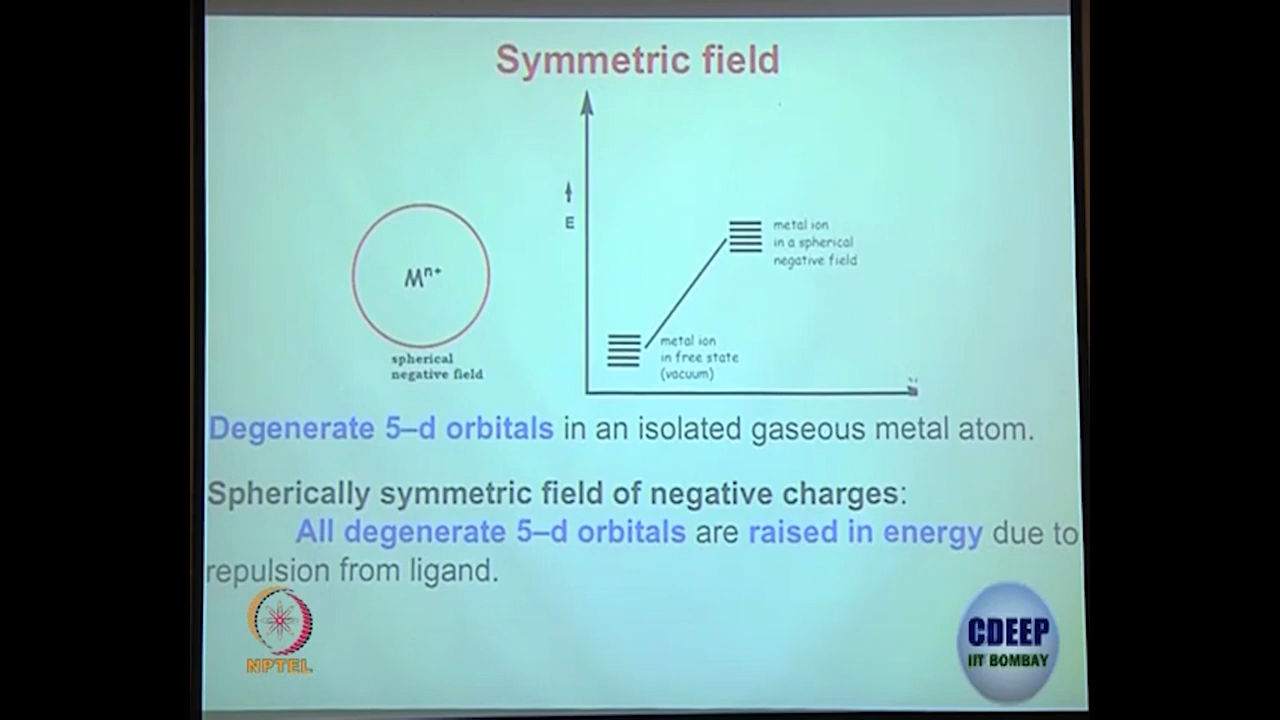 Symmetric field
E
Mⁿ⁺
spherical
negative field
metal ion
in a spherical
negative field
metal ion
in free state
(vacuum)
Degenerate 5–d orbitals in an isolated gaseous metal atom.
Spherically symmetric field of negative charges:
All degenerate 5–d orbitals are raised in energy due to
repulsion from ligand.
NPTEL
CDEEP
IIT BOMBAY